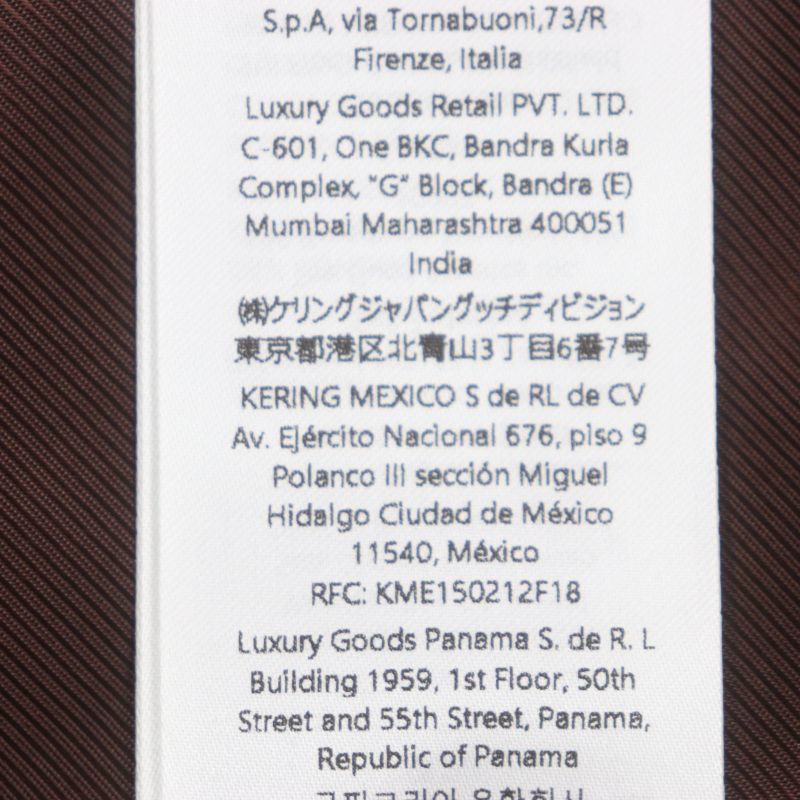 S.p.A, via Tornabuoni,73/R
Firenze, Italia
Luxury Goods Retail PVT. LTD.
C-601, One BKC, Bandra Kurla
Complex, "G" Block, Bandra (E)
Mumbai Maharashtra 400051
India
㈱ケリングジャパングッチディビジョン
東京都港区北青山3丁目6番7号
KERING MEXICO S de RL de CV
Av. Ejército Nacional 676, piso 9
Polanco III sección Miguel
Hidalgo Ciudad de México
11540, México
RFC: KME150212F18
Luxury Goods Panama S. de R. L
Building 1959, 1st Floor, 50th
Street and 55th Street, Panama,
Republic of Panama